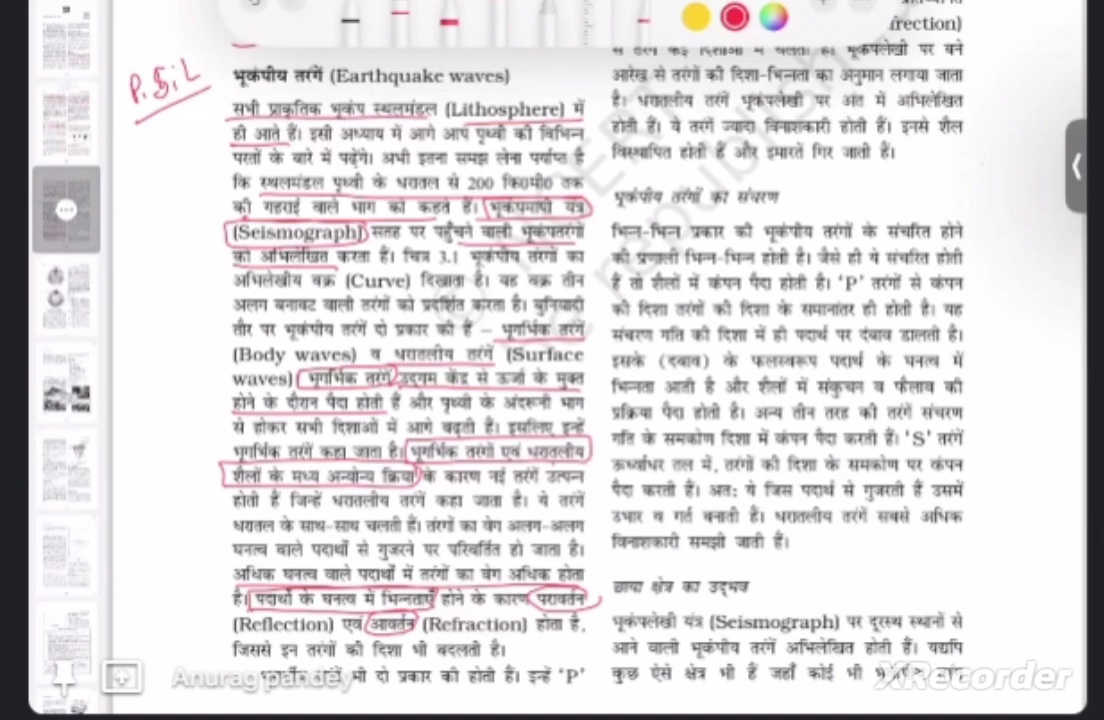 P. छिL
भूकंपीय तरंगें (Earthquake waves)
सभी प्राकृतिक भूकंप स्थलमंडल (Lithosphere) में
ही आते हैं। इसी अध्याय में आगे आप पृथ्वी की विभिन्न
परतों के बारे में पढ़ेंगे। अभी इतना समझ लेना पर्याप्त है
कि स्थलमंडल पृथ्वी के धरातल से 200 कि०मी० तक
की गहराई वाले भाग को कहते हैं। भूकंपमापी यंत्र
(Seismograph) सतह पर पहुँचने वाली भूकंपतरंगों
को अभिलेखित करता है। चित्र 3.1 भूकंपीय तरंगों का
अभिलेखीय वक्र (Curve) दिखाता है। यह वक्र तीन
अलग बनावट वाली तरंगों को प्रदर्शित करता है। बुनियादी
तौर पर भूकंपीय तरंगें दो प्रकार की हैं – भूगर्भिक तरंगें
(Body waves) व धरातलीय तरंगें (Surface
waves) भूगर्भिक तरंगें उद्गम केंद्र से ऊर्जा के मुक्त
होने के दौरान पैदा होती हैं और पृथ्वी के अंदरूनी भाग
से होकर सभी दिशाओं में आगे बढ़ती हैं। इसलिए इन्हें
भूगर्भिक तरंगें कहा जाता है। भूगर्भिक तरंगों एवं धरातलीय
शैलों के मध्य अन्योन्य क्रिया के कारण नई तरंगें उत्पन्न
होती हैं जिन्हें धरातलीय तरंगें कहा जाता है। ये तरंगें
धरातल के साथ-साथ चलती हैं। तरंगों का वेग अलग-अलग
घनत्व वाले पदार्थों से गुजरने पर परिवर्तित हो जाता है।
अधिक घनत्व वाले पदार्थों में तरंगों का वेग अधिक होता
है। पदार्थों के घनत्व में भिन्नताएँ होने के कारण परावर्तन
(Reflection) एवं आवर्तन (Refraction) होता है,
जिससे इन तरंगों की दिशा भी बदलती है।
भी दो प्रकार की होती हैं। इन्हें 'P'
से तरंगें कई दिशाओं में चलती हैं। भूकंपलेखी पर बने
आरेख से तरंगों की दिशा-भिन्नता का अनुमान लगाया जाता
है। धरातलीय तरंगें भूकंपलेखी पर अंत में अभिलेखित
होती हैं। ये तरंगें ज्यादा विनाशकारी होती हैं। इनसे शैल
विस्थापित होती हैं और इमारतें गिर जाती हैं।
भूकंपीय तरंगों का संचरण
भिन्न-भिन्न प्रकार की भूकंपीय तरंगों के संचरित होने
की प्रणाली भिन्न-भिन्न होती है। जैसे ही ये संचरित होती
हैं तो शैलों में कंपन पैदा होती है। 'P' तरंगों से कंपन
की दिशा तरंगों की दिशा के समानांतर ही होती है। यह
संचरण गति की दिशा में ही पदार्थ पर दबाव डालती है।
इसके (दबाव) के फलस्वरूप पदार्थ के घनत्व में
भिन्नता आती है और शैलों में संकुचन व फैलाव की
प्रक्रिया पैदा होती है। अन्य तीन तरह की तरंगें संचरण
गति के समकोण दिशा में कंपन पैदा करती हैं। 'S' तरंगें
ऊर्ध्वाधर तल में, तरंगों की दिशा के समकोण पर कंपन
पैदा करती हैं। अतः ये जिस पदार्थ से गुजरती हैं उसमें
उभार व गर्त बनाती हैं। धरातलीय तरंगें सबसे अधिक
विनाशकारी समझी जाती हैं।
छाया क्षेत्र का उद्भव
भूकंपलेखी यंत्र (Seismograph) पर दूरस्थ स्थानों से
आने वाली भूकंपीय तरंगें अभिलेखित होती हैं। यद्यपि
कुछ ऐसे क्षेत्र भी हैं जहाँ कोई भी
Anurag pandey
XRecorder